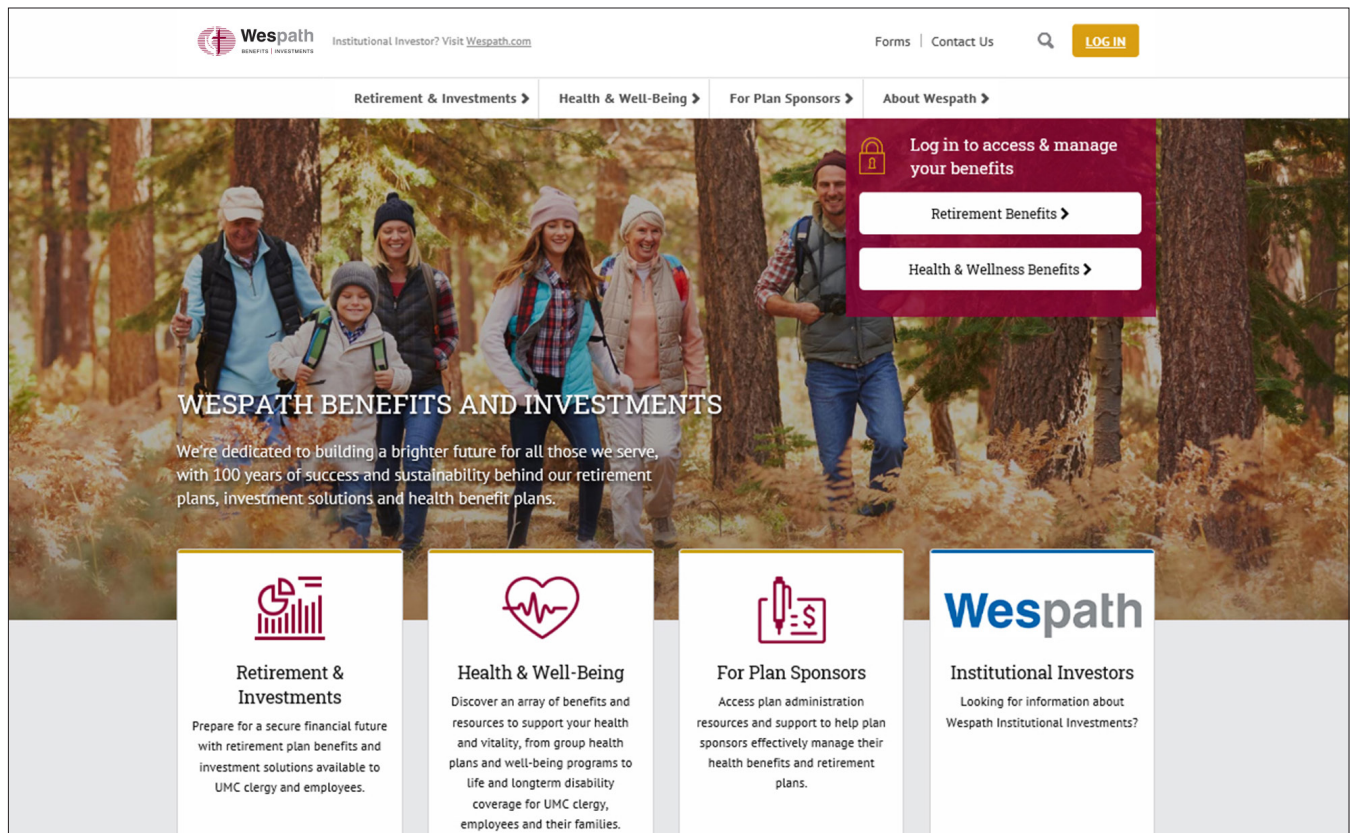 Wespath
BENEFITS | INVESTMENTS
Institutional Investor? Visit Wespath.com
Forms | Contact Us
LOG IN
Retirement & Investments
Health & Well-Being
For Plan Sponsors
About Wespath
Log in to access & manage
your benefits
Retirement Benefits
Health & Wellness Benefits
WESPATH BENEFITS AND INVESTMENTS
We're dedicated to building a brighter future for all those we serve,
with 100 years of success and sustainability behind our retirement
plans, investment solutions and health benefit plans.
Retirement &
Investments
Prepare for a secure financial future
with retirement plan benefits and
investment solutions available to
UMC clergy and employees.
Health & Well-Being
Discover an array of benefits and
resources to support your health
and vitality, from group health
plans and well-being programs to
life and longterm disability
coverage for UMC clergy,
employees and their families.
$
For Plan Sponsors
Access plan administration
resources and support to help plan
sponsors effectively manage their
health benefits and retirement
plans.
Wespath
Institutional Investors
Looking for information about
Wespath Institutional Investments?